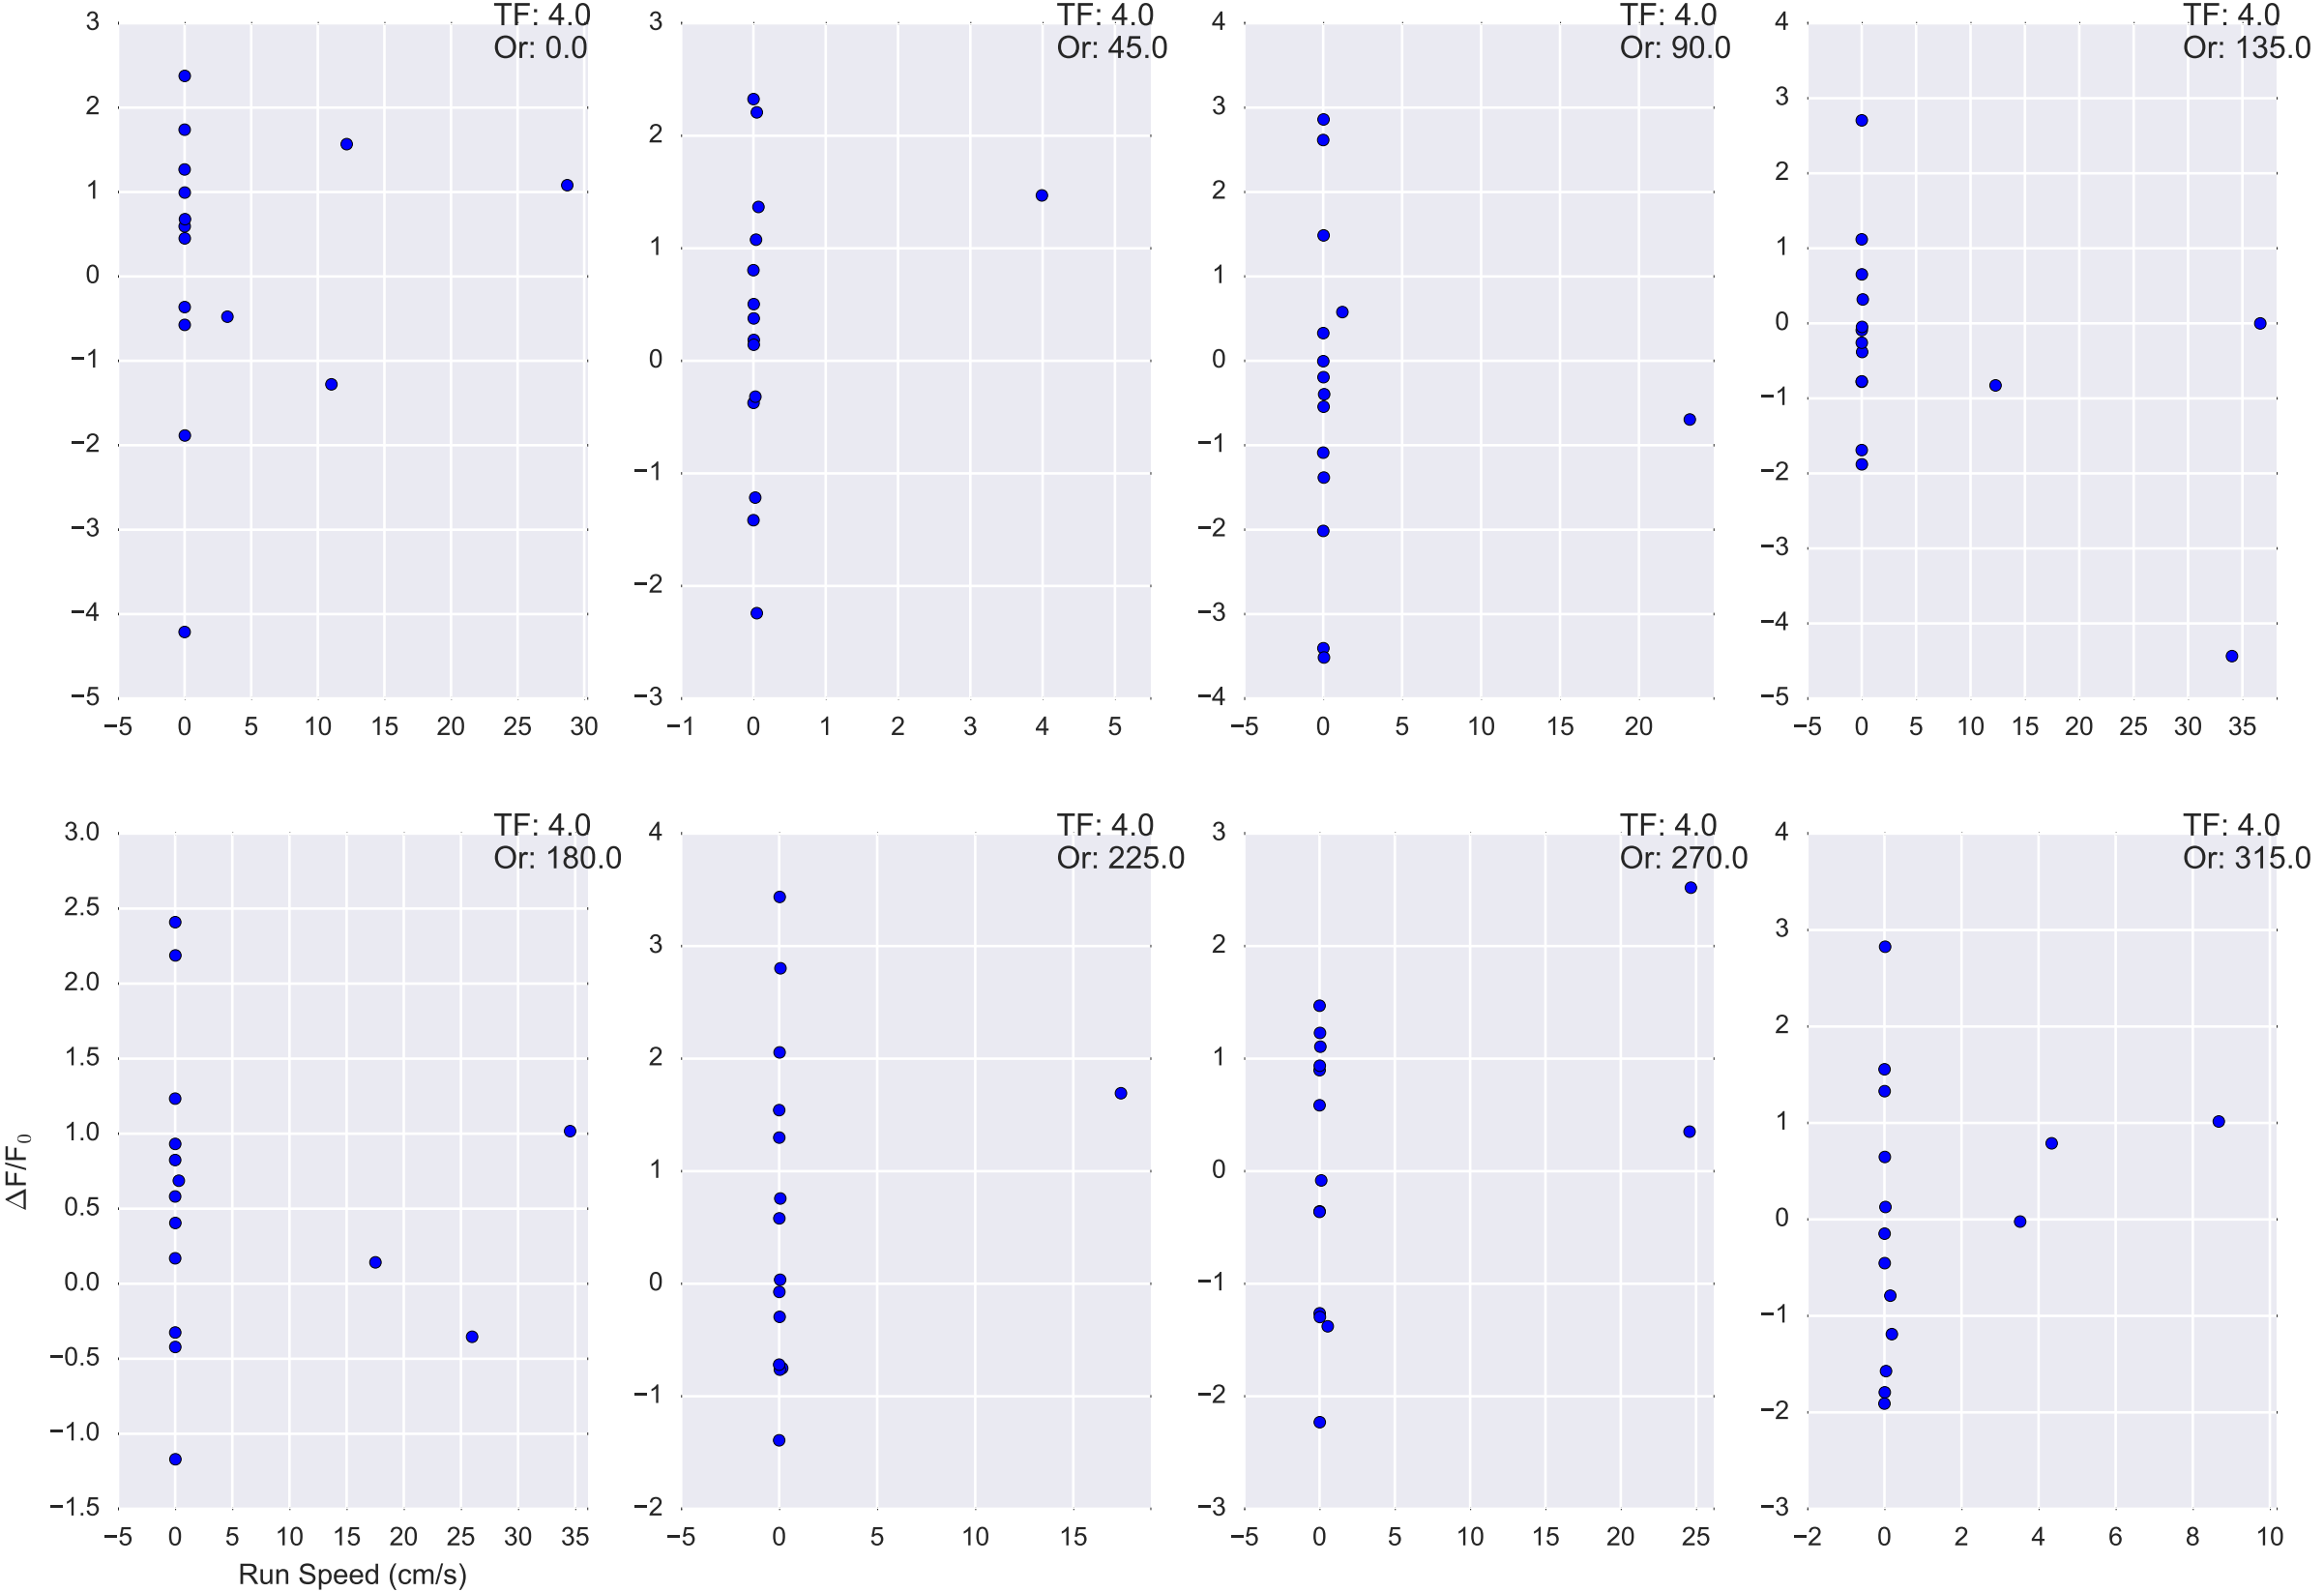 TF: 4.0
Or: 0.0
3
2
1
0
−1
−2
−3
−4
−5
−5 0 5 10 15 20 25 30
TF: 4.0
Or: 45.0
3
2
1
0
−1
−2
−3
−1 0 1 2 3 4 5
TF: 4.0
Or: 90.0
4
3
2
1
0
−1
−2
−3
−4
−5 0 5 10 15 20
TF: 4.0
Or: 135.0
4
3
2
1
0
−1
−2
−3
−4
−5
−5 0 5 10 15 20 25 30 35
TF: 4.0
Or: 180.0
3.0
2.5
2.0
1.5
1.0
0.5
0.0
−0.5
−1.0
−1.5
ΔF/F₀
−5 0 5 10 15 20 25 30 35
Run Speed (cm/s)
TF: 4.0
Or: 225.0
4
3
2
1
0
−1
−2
−5 0 5 10 15
TF: 4.0
Or: 270.0
3
2
1
0
−1
−2
−3
−5 0 5 10 15 20 25
TF: 4.0
Or: 315.0
4
3
2
1
0
−1
−2
−3
−2 0 2 4 6 8 10